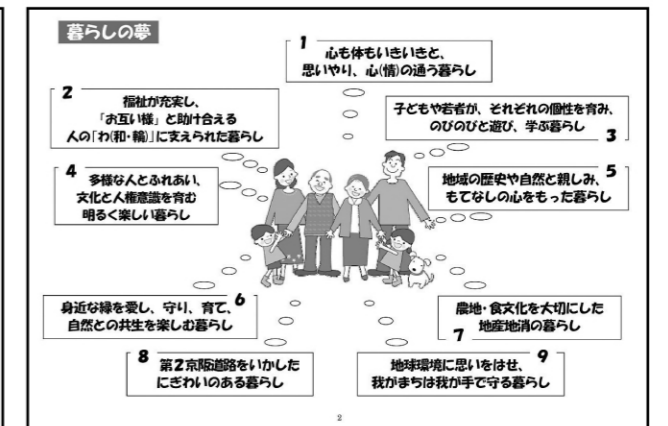 暮らしの夢
1
心も体もいきいきと、
思いやり、心(情)の通う暮らし
2
福祉が充実し、
「お互い様」と助け合える
人の「わ(和・輪)」に支えられた暮らし
子どもや若者が、それぞれの個性を育み、
のびのびと遊び、学ぶ暮らし
3
4
多様な人とふれあい、
文化と人権意識を育む
明るく楽しい暮らし
5
地域の歴史や自然と親しみ、
もてなしの心をもった暮らし
6
身近な緑を愛し、守り、育て、
自然との共生を楽しむ暮らし
農地・食文化を大切にした
地産地消の暮らし
7
8
第2京阪道路をいかした
にぎわいのある暮らし
9
地球環境に思いをはせ、
我がまちは我が手で守る暮らし
2